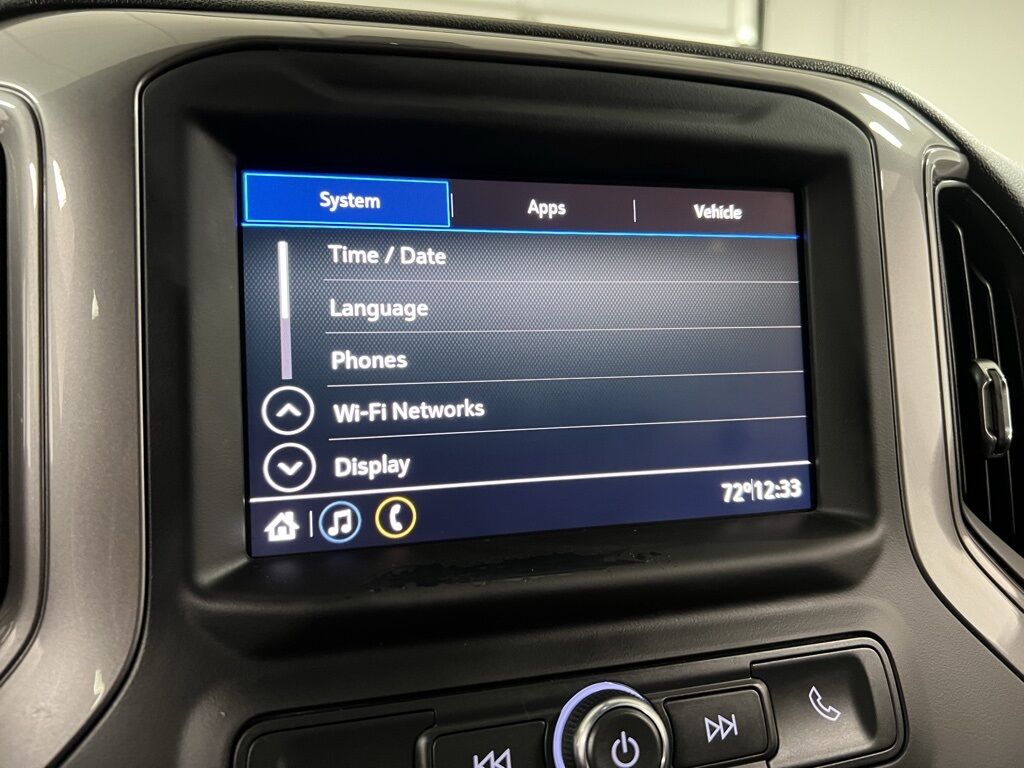 System
Apps
Vehicle
Time / Date
Language
Phones
Wi-Fi Networks
Display
72°
12:33